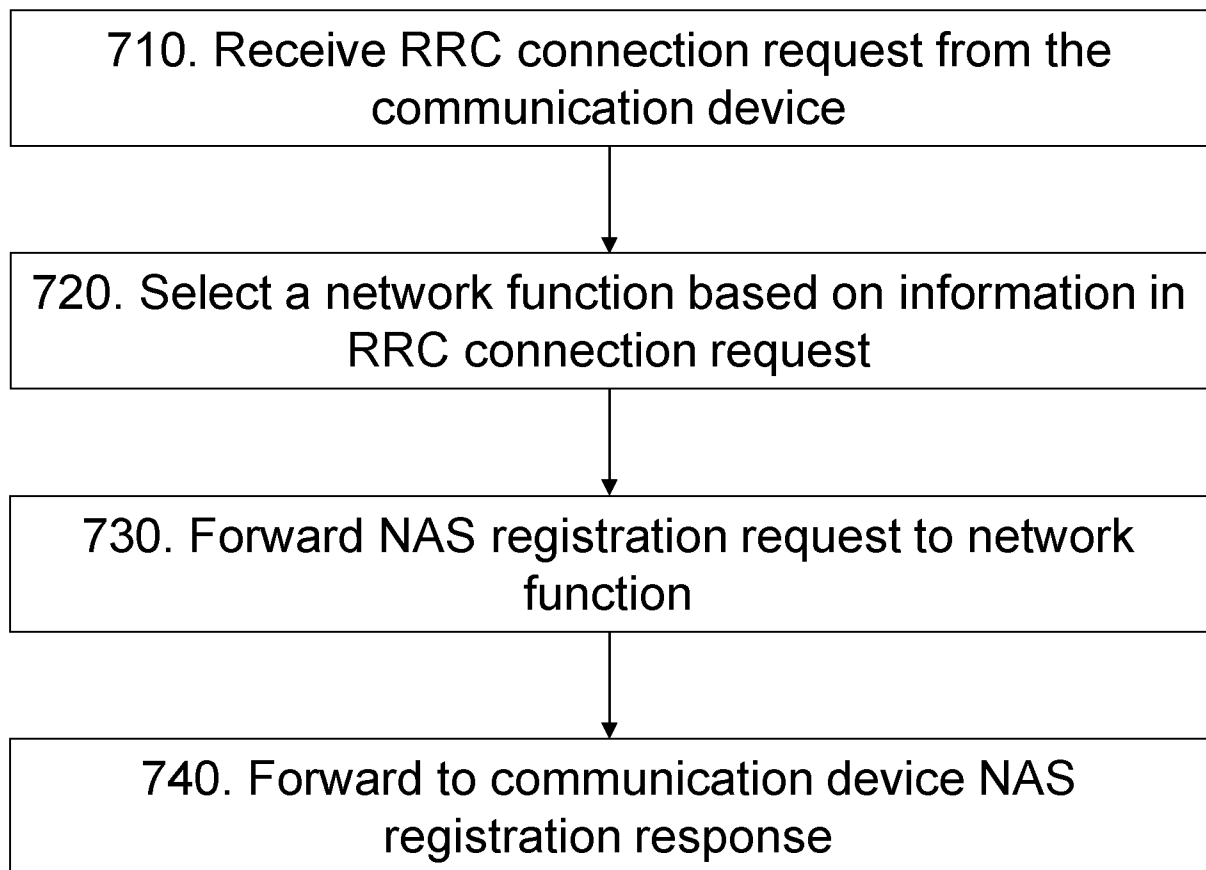 710. Receive RRC connection request from the
communication device
720. Select a network function based on information in
RRC connection request
730. Forward NAS registration request to network
function
740. Forward to communication device NAS
registration response